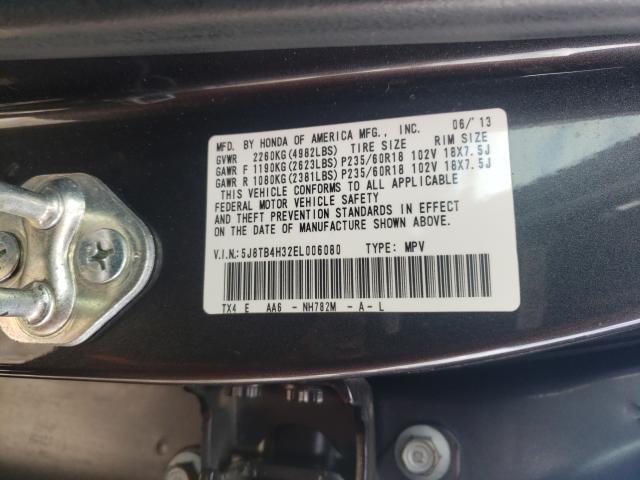 MFD. BY HONDA OF AMERICA MFG., INC. 06/13
GVWR 2260KG(4982LBS) TIRE SIZE RIM SIZE
GAWR F 1190KG(2623LBS) P235/60R18 102V 18X7.5J
GAWR R 1080KG(2381LBS) P235/60R18 102V 18X7.5J
THIS VEHICLE CONFORMS TO ALL APPLICABLE
FEDERAL MOTOR VEHICLE SAFETY
AND THEFT PREVENTION STANDARDS IN EFFECT
ON THE DATE OF MANUFACTURE SHOWN ABOVE.
V.I.N:5J8TB4H32EL006080 TYPE: MPV
TX4 E AA6 - NH782M - A - L